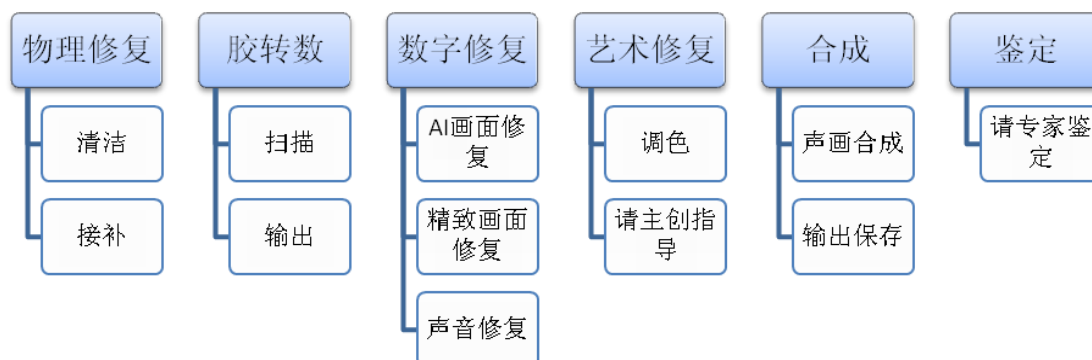 物理修复
胶转数
数字修复
艺术修复
合成
鉴定
清洁
扫描
AI画面修
复
调色
声画合成
请专家鉴
定
接补
输出
精致画面
修复
请主创指
导
输出保存
声音修复